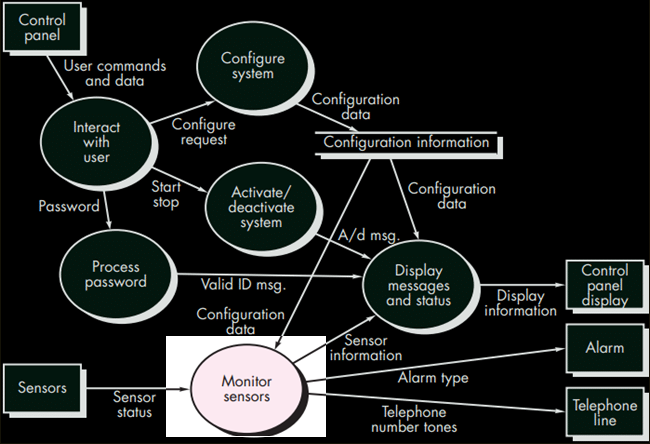 Control
panel
User commands
and data
Interact
with
user
Configure
system
Configure
request
Configuration
data
Configuration information
Start
stop
Activate/
deactivate
system
Configuration
data
Password
A/d msg.
Process
password
Valid ID msg.
Display
messages
and status
Display
information
Control
panel
display
Configuration
data
Sensor
information
Sensors
Sensor
status
Monitor
sensors
Alarm type
Alarm
Telephone
number tones
Telephone
line